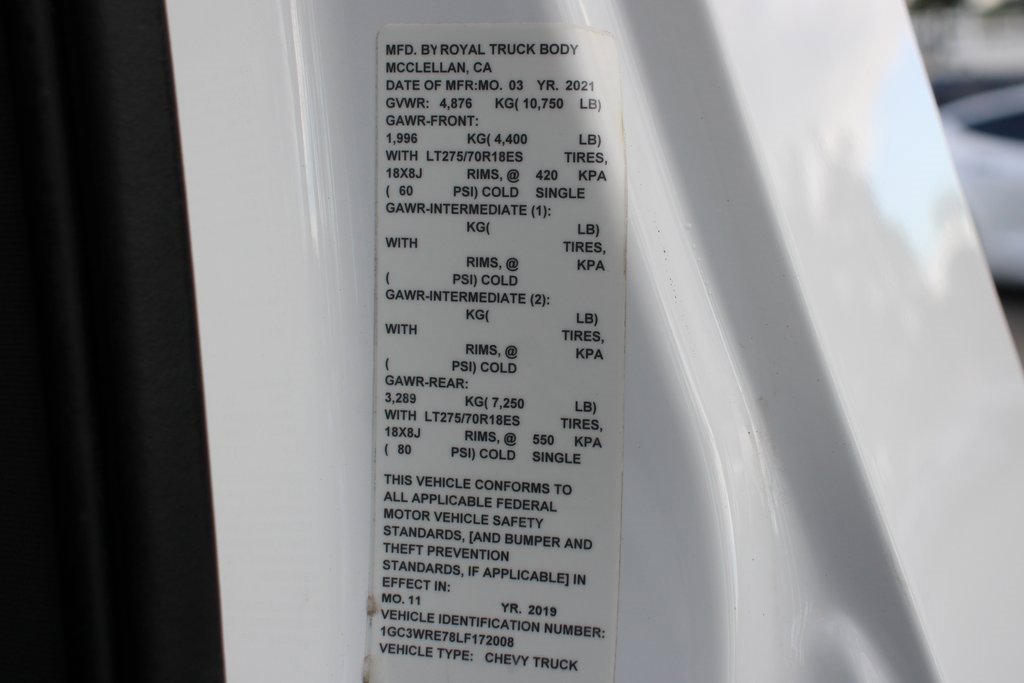 MFD. BY ROYAL TRUCK BODY
MCCLELLAN, CA
DATE OF MFR:MO. 03 YR. 2021
GVWR: 4,876 KG( 10,750 LB)
GAWR-FRONT:
1,996 KG( 4,400 LB)
WITH LT275/70R18ES TIRES,
18X8J RIMS, @ 420 KPA
( 60 PSI) COLD SINGLE
GAWR-INTERMEDIATE (1):
KG( LB)
WITH TIRES,
RIMS, @ KPA
( PSI) COLD
GAWR-INTERMEDIATE (2):
KG( LB)
WITH TIRES,
RIMS, @ KPA
( PSI) COLD
GAWR-REAR:
3,289 KG( 7,250 LB)
WITH LT275/70R18ES TIRES,
18X8J RIMS, @ 550 KPA
( 80 PSI) COLD SINGLE
THIS VEHICLE CONFORMS TO
ALL APPLICABLE FEDERAL
MOTOR VEHICLE SAFETY
STANDARDS, [AND BUMPER AND
THEFT PREVENTION
STANDARDS, IF APPLICABLE] IN
EFFECT IN:
MO. 11 YR. 2019
VEHICLE IDENTIFICATION NUMBER:
1GC3WRE78LF172008
VEHICLE TYPE: CHEVY TRUCK